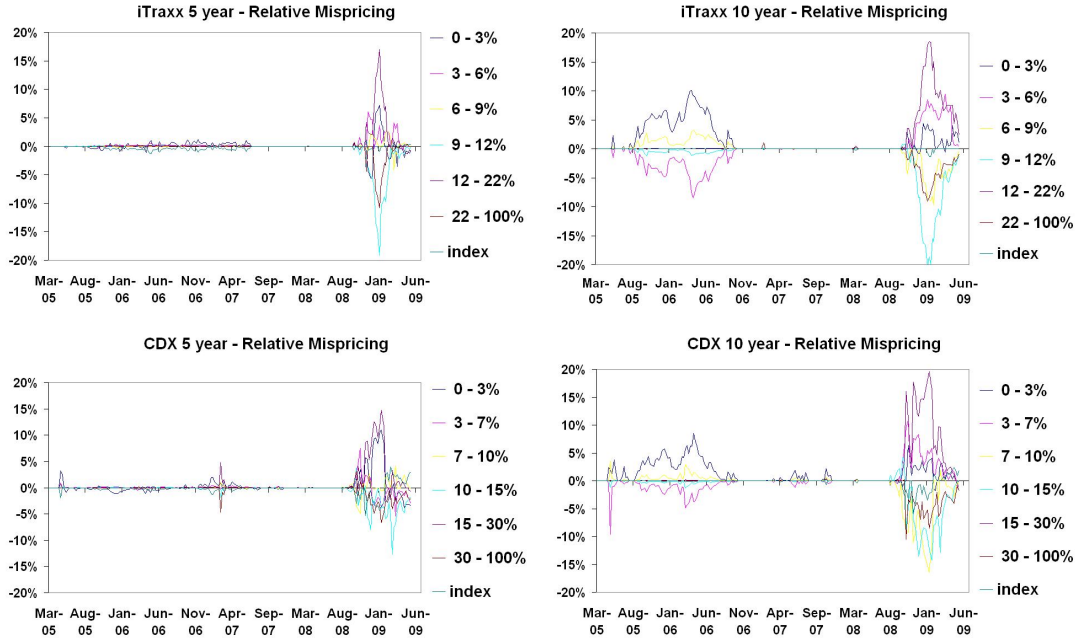 iTraxx 5 year - Relative Mispricing
20%
15%
10%
5%
0%
-5%
-10%
-15%
-20%
Mar-05 Aug-05 Jan-06 Jun-06 Nov-06 Apr-07 Sep-07 Mar-08 Aug-08 Jan-09 Jun-09
0 - 3%
3 - 6%
6 - 9%
9 - 12%
12 - 22%
22 - 100%
index
iTraxx 10 year - Relative Mispricing
20%
15%
10%
5%
0%
-5%
-10%
-15%
-20%
Mar-05 Aug-05 Jan-06 Jun-06 Nov-06 Apr-07 Sep-07 Mar-08 Aug-08 Jan-09 Jun-09
0 - 3%
3 - 6%
6 - 9%
9 - 12%
12 - 22%
22 - 100%
index
CDX 5 year - Relative Mispricing
20%
15%
10%
5%
0%
-5%
-10%
-15%
-20%
Mar-05 Aug-05 Jan-06 Jun-06 Nov-06 Apr-07 Sep-07 Mar-08 Aug-08 Jan-09 Jun-09
0 - 3%
3 - 7%
7 - 10%
10 - 15%
15 - 30%
30 - 100%
index
CDX 10 year - Relative Mispricing
20%
15%
10%
5%
0%
-5%
-10%
-15%
-20%
Mar-05 Aug-05 Jan-06 Jun-06 Nov-06 Apr-07 Sep-07 Mar-08 Aug-08 Jan-09 Jun-09
0 - 3%
3 - 7%
7 - 10%
10 - 15%
15 - 30%
30 - 100%
index